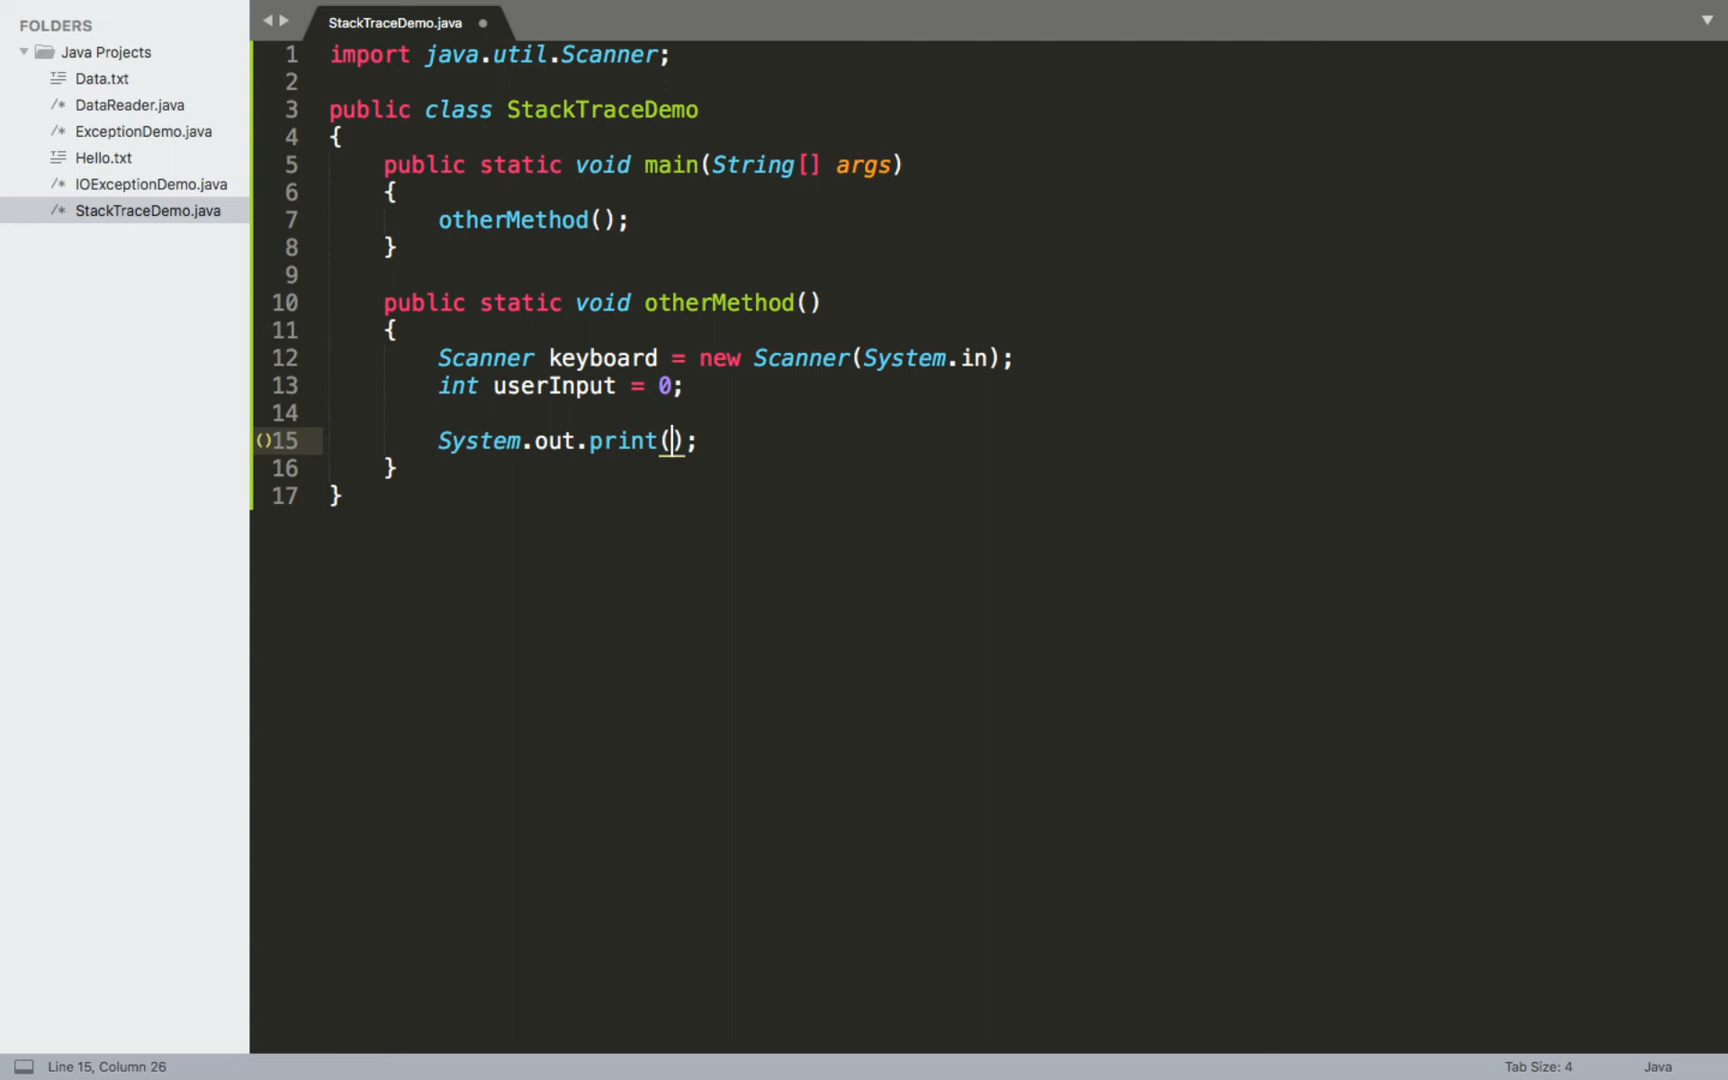 FOLDERS
Java Projects
Data.txt
/* DataReader.java
/* ExceptionDemo.java
Hello.txt
/* IOExceptionDemo.java
/* StackTraceDemo.java
StackTraceDemo.java
1 import java.util.Scanner;
2
3 public class StackTraceDemo
4 {
5 public static void main(String[] args)
6 {
7 otherMethod();
8 }
9
10 public static void otherMethod()
11 {
12 Scanner keyboard = new Scanner(System.in);
13 int userInput = 0;
14
()15 System.out.print();
16 }
17 }
Line 15, Column 26
Tab Size: 4
Java